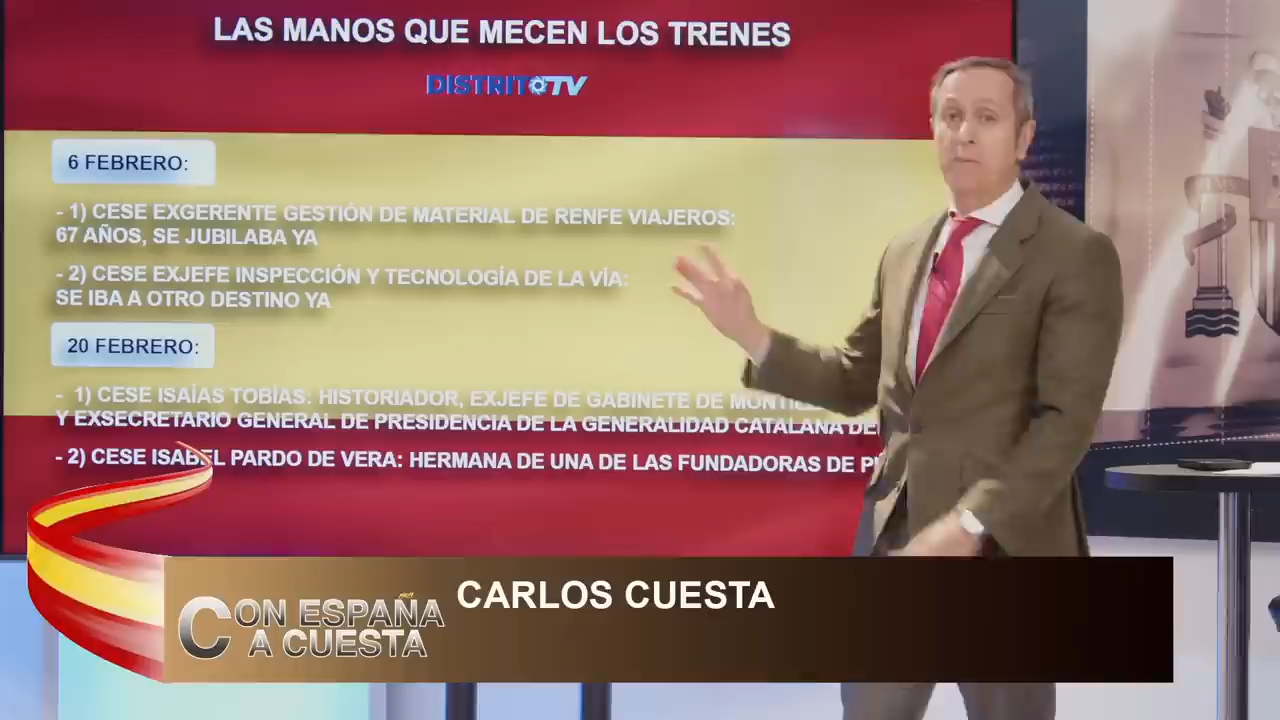 LAS MANOS QUE MECEN LOS TRENES
DISTRITOTV
6 FEBRERO:
- 1) CESE EXGERENTE GESTIÓN DE MATERIAL DE RENFE VIAJEROS:
67 AÑOS, SE JUBILABA YA
- 2) CESE EXJEFE INSPECCIÓN Y TECNOLOGÍA DE LA VÍA:
SE IBA A OTRO DESTINO YA
20 FEBRERO:
- 1) CESE ISAÍAS TOBÍAS: HISTORIADOR, EXJEFE DE GABINETE DE
Y EXSECRETARIO GENERAL DE PRESIDENCIA DE LA GENERALIDAD CATALANA
- 2) CESE ISABEL PARDO DE VERA: HERMANA DE UNA DE LAS FUNDADORAS DE
CARLOS CUESTA
CON ESPAÑA
A CUESTA